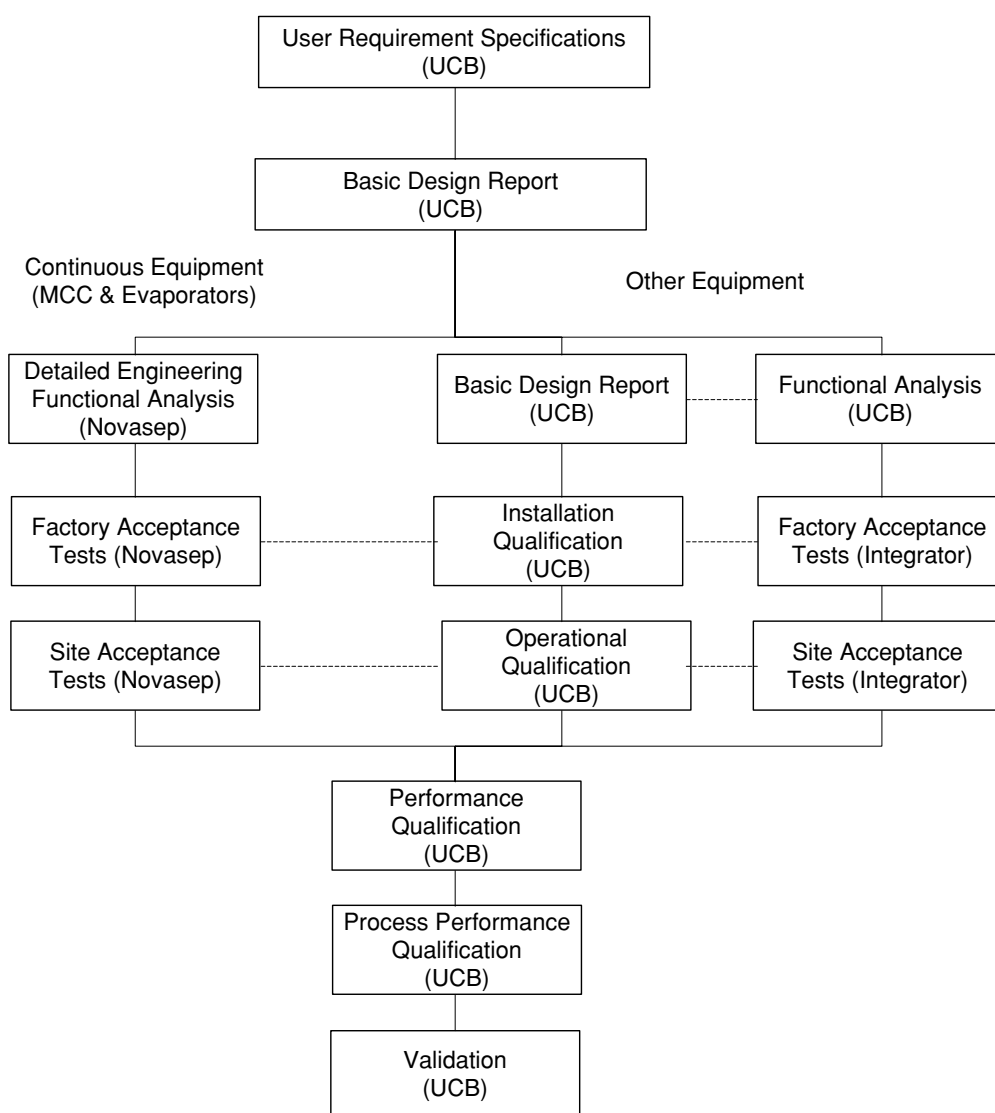 User Requirement Specifications
(UCB)
Basic Design Report
(UCB)
Continuous Equipment
(MCC & Evaporators)
Other Equipment
Detailed Engineering
Functional Analysis
(Novasep)
Basic Design Report
(UCB)
Functional Analysis
(UCB)
Factory Acceptance
Tests (Novasep)
Installation
Qualification
(UCB)
Factory Acceptance
Tests (Integrator)
Site Acceptance
Tests (Novasep)
Operational
Qualification
(UCB)
Site Acceptance
Tests (Integrator)
Performance
Qualification
(UCB)
Process Performance
Qualification
(UCB)
Validation
(UCB)